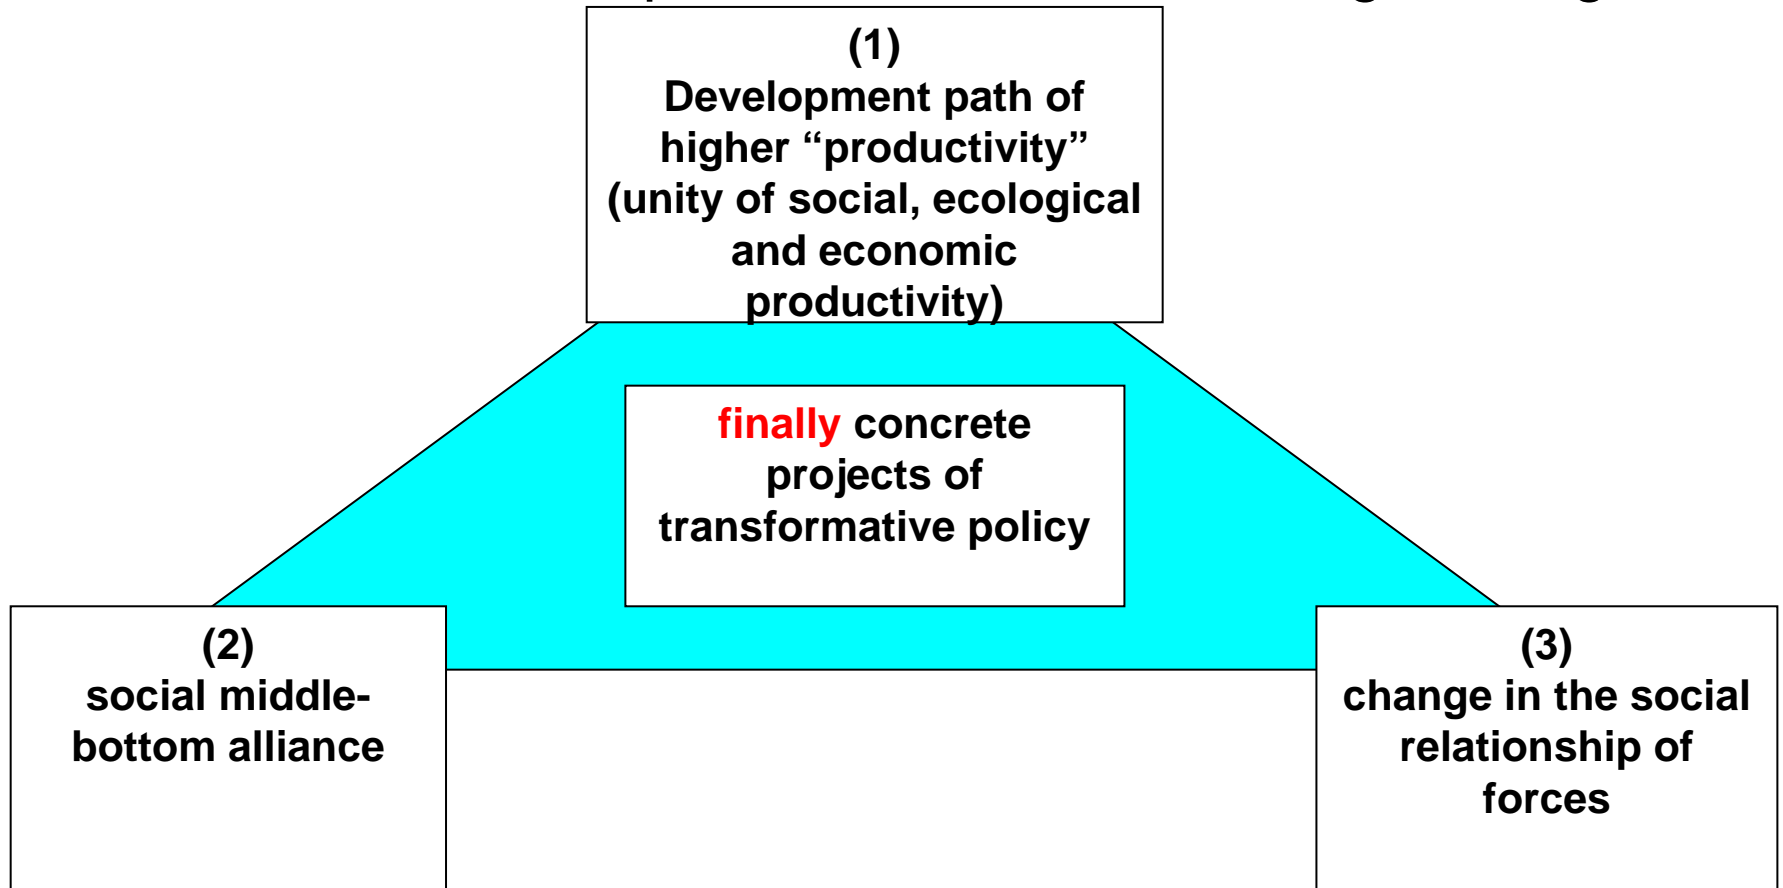 (1)
Development path of
higher “productivity”
(unity of social, ecological
and economic
productivity)
finally concrete
projects of
transformative policy
(2)
social middle-
bottom alliance
(3)
change in the social
relationship of
forces